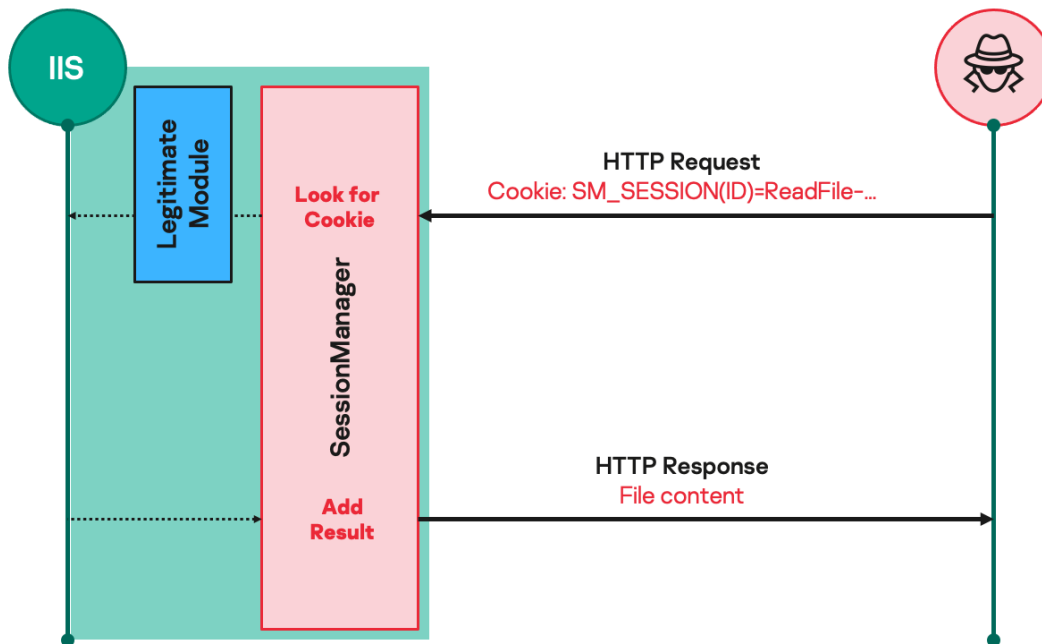 IIS
Legitimate
Module
HTTP Request
Cookie: SM_SESSION(ID)=ReadFile-...
Look for
Cookie
SessionManager
HTTP Response
File content
Add
Result